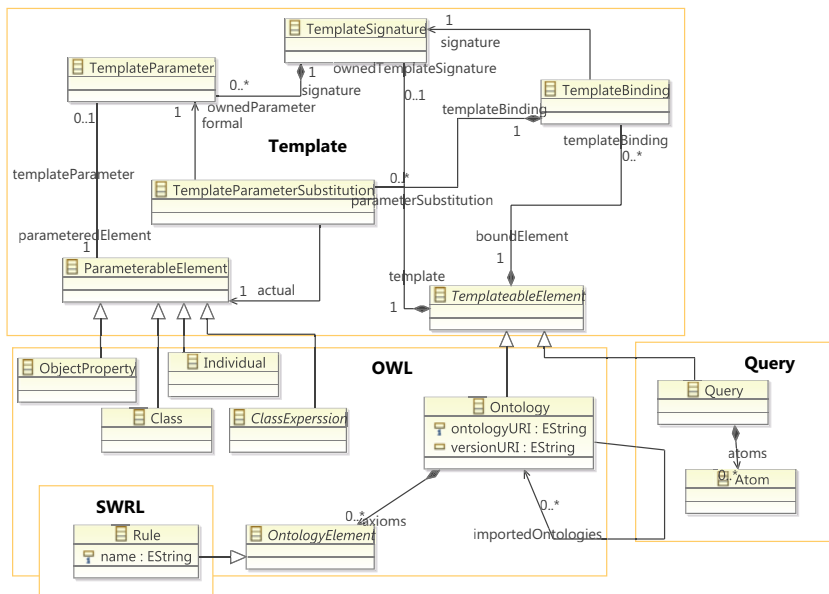 TemplateSignature
1
signature
TemplateParameter
0..*
1
signature
ownedTemplateSignature
ownedParameter
formal
1
0..1
0..1
TemplateBinding
templateBinding
1
templateBinding
0..*
Template
templateParameter
TemplateParameterSubstitution
0..*
parameterSubstitution
parameteredElement
1
boundElement
1
ParameterableElement
1
actual
template
1
TemplateableElement
ObjectProperty
Individual
OWL
Query
Class
ClassExperssion
Ontology
ontologyURI : EString
versionURI : EString
Query
atoms
0..*
Atom
SWRL
0..*
axioms
0..*
importedOntologies
Rule
name : EString
OntologyElement